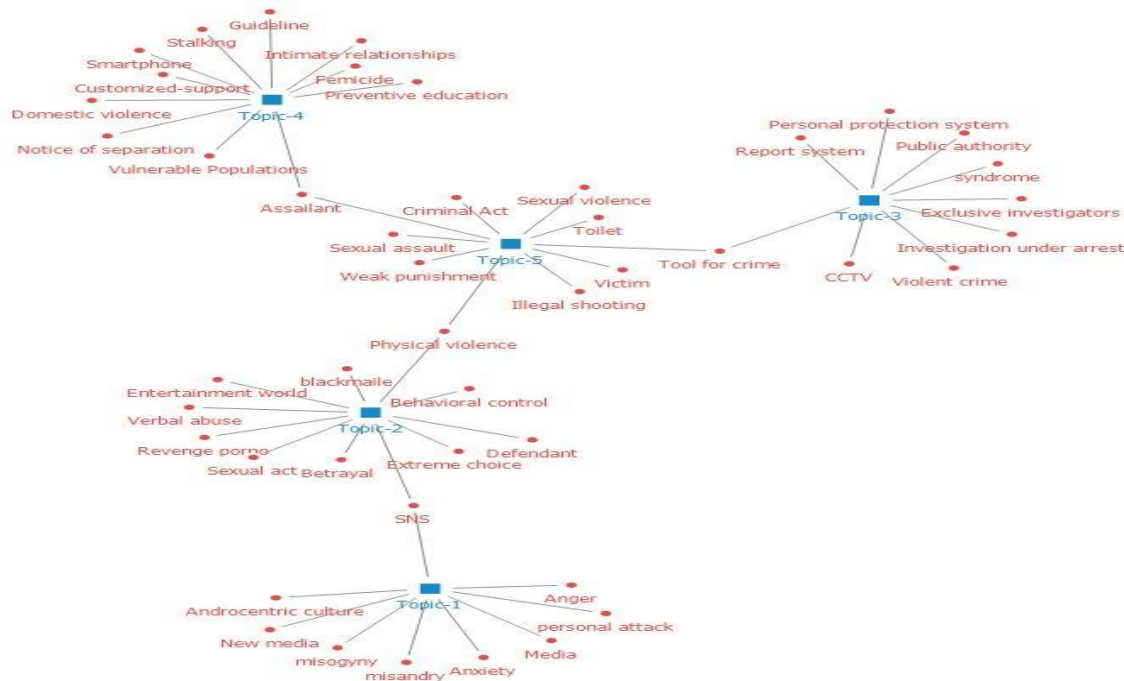 Guideline
Stalking
Intimate relationships
Smartphone
Femicide
Customized-support
Preventive education
Domestic violence
Topic-4
Notice of separation
Vulnerable Populations
Assailant
Personal protection system
Report system
Public authority
syndrome
Topic-3
Exclusive investigators
Investigation under arrest
CCTV
Violent crime
Criminal Act
Sexual violence
Toilet
Sexual assault
Topic-5
Weak punishment
Victim
Tool for crime
Illegal shooting
Physical violence
blackmaile
Entertainment world
Behavioral control
Verbal abuse
Topic-2
Revenge porno
Defendant
Sexual act
Betrayal
Extreme choice
SNS
Androcentric culture
Topic-1
Anger
personal attack
New media
Media
misogyny
misandry
Anxiety